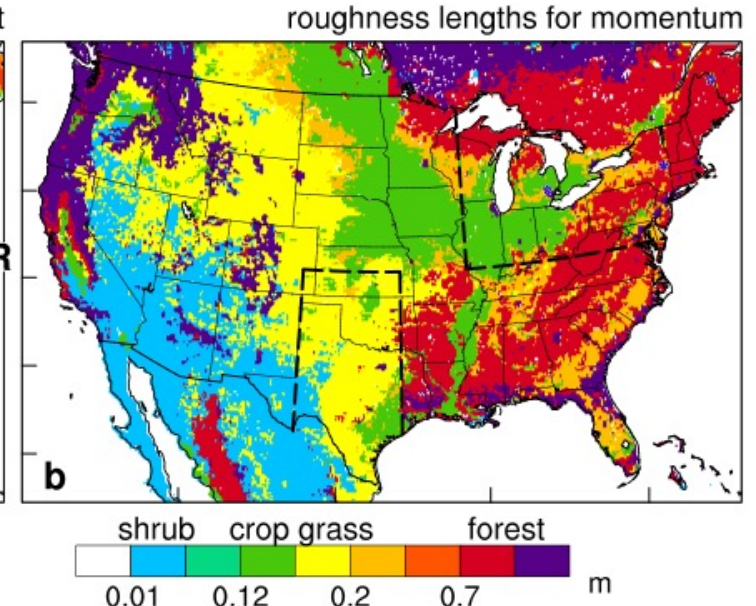 t
roughness lengths for momentum
R
b
shrub crop grass forest
0.01 0.12 0.2 0.7 m